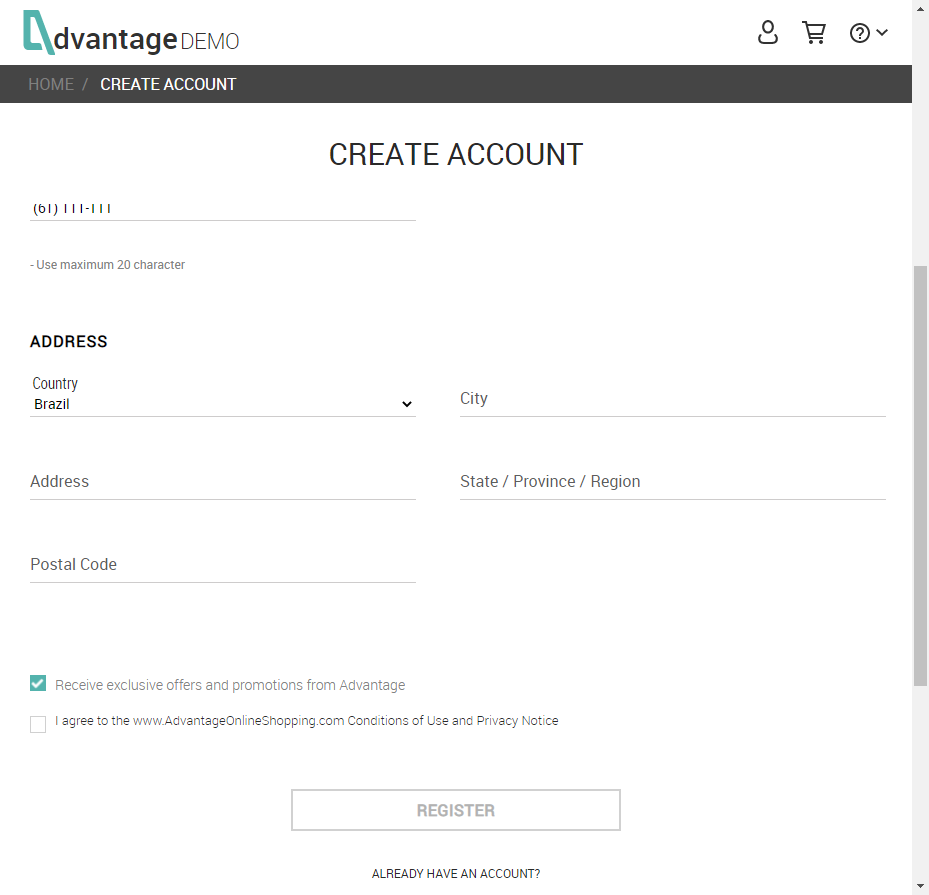 dvantage DEMO
HOME / CREATE ACCOUNT
CREATE ACCOUNT
(61) 111-111
- Use maximum 20 character
ADDRESS
Country
Brazil
City
Address
State / Province / Region
Postal Code
Receive exclusive offers and promotions from Advantage
I agree to the www.AdvantageOnlineShopping.com Conditions of Use and Privacy Notice
REGISTER
ALREADY HAVE AN ACCOUNT?